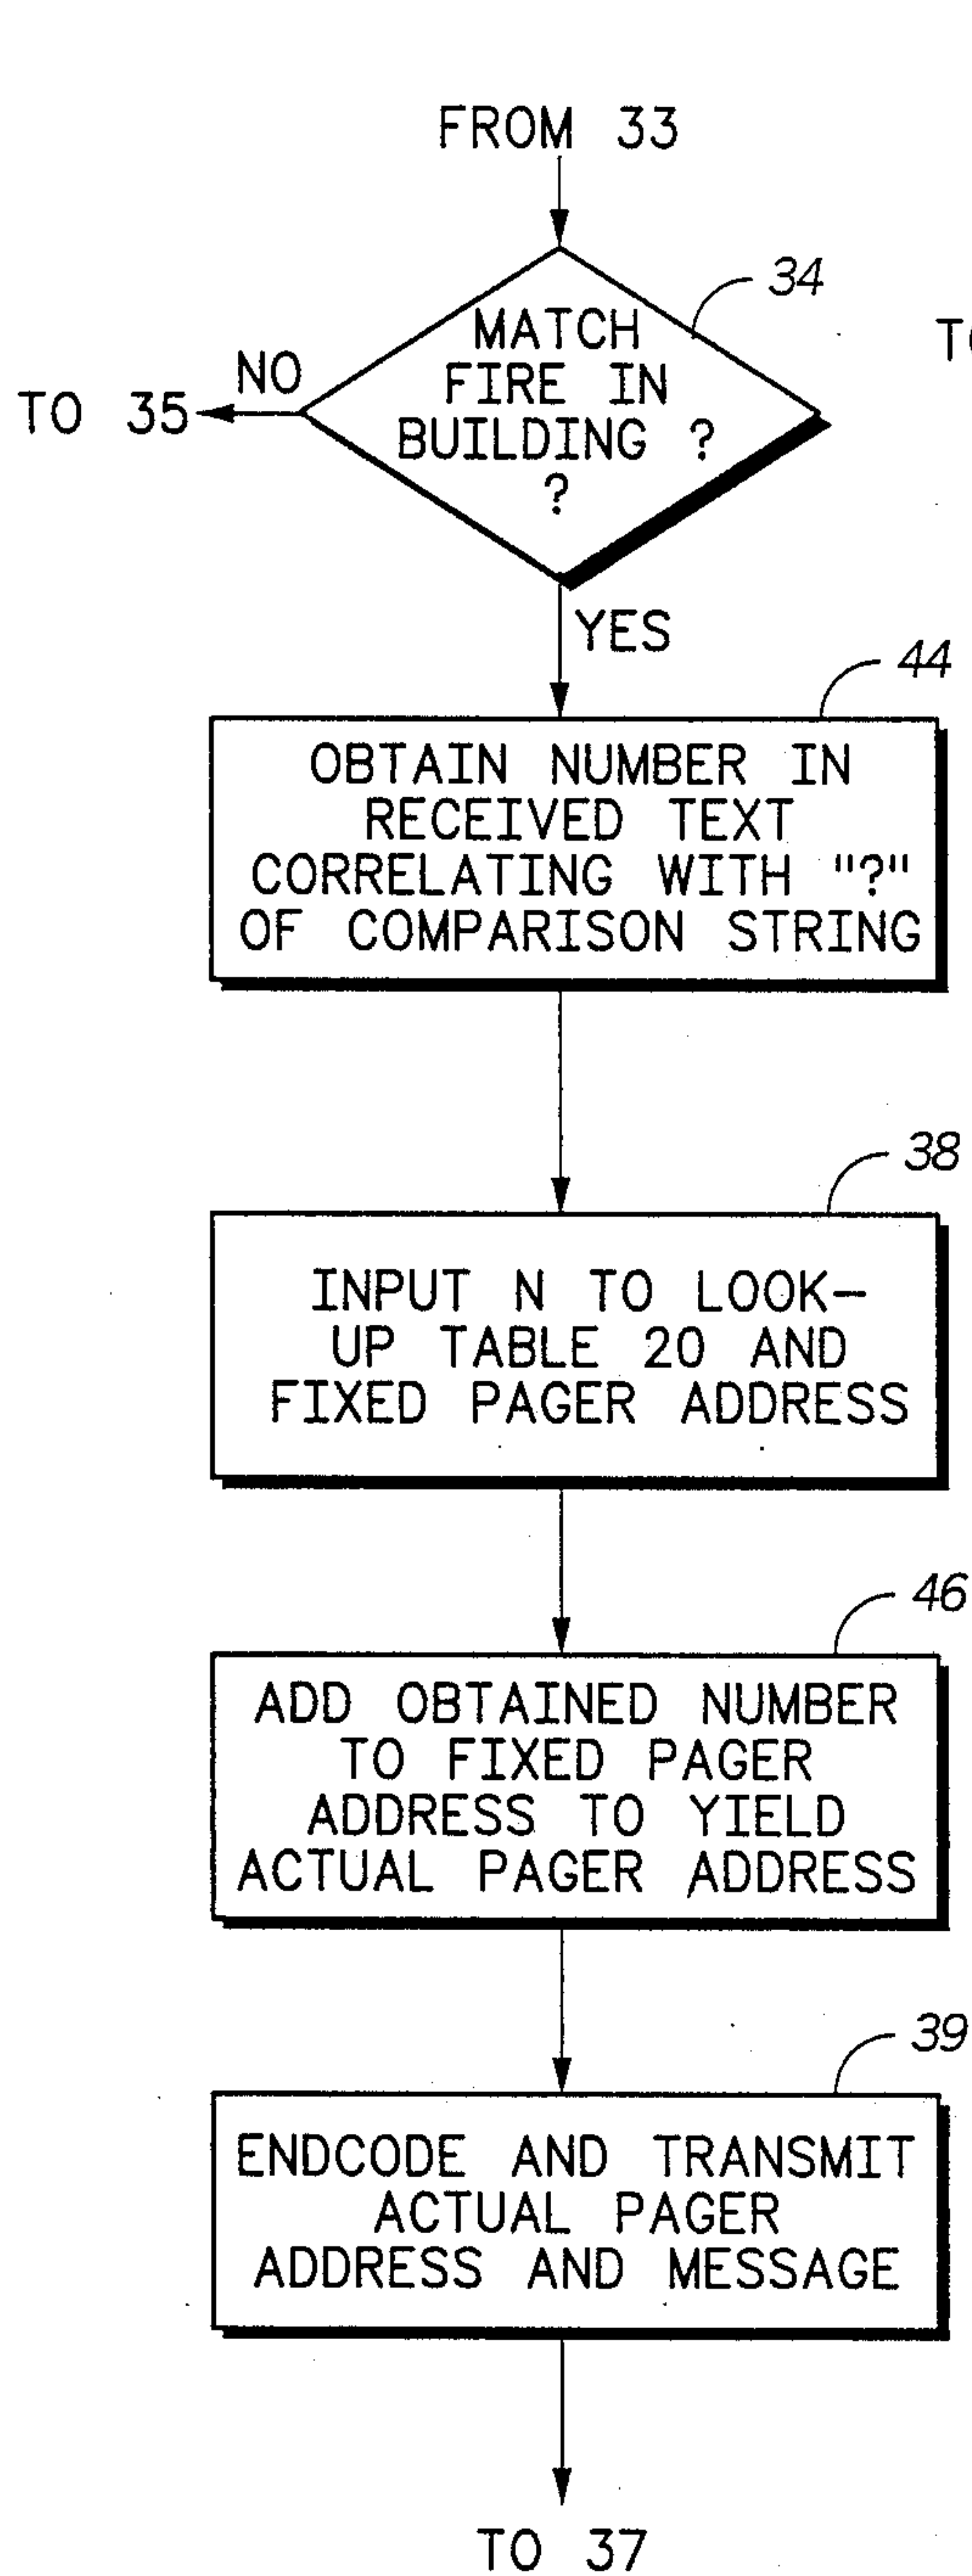 FROM 33
34
MATCH
FIRE IN
BUILDING ?
?
NO
TO 35
YES
44
OBTAIN NUMBER IN
RECEIVED TEXT
CORRELATING WITH "?"
OF COMPARISON STRING
38
INPUT N TO LOOK-
UP TABLE 20 AND
FIXED PAGER ADDRESS
46
ADD OBTAINED NUMBER
TO FIXED PAGER
ADDRESS TO YIELD
ACTUAL PAGER ADDRESS
39
ENDCODE AND TRANSMIT
ACTUAL PAGER
ADDRESS AND MESSAGE
TO 37